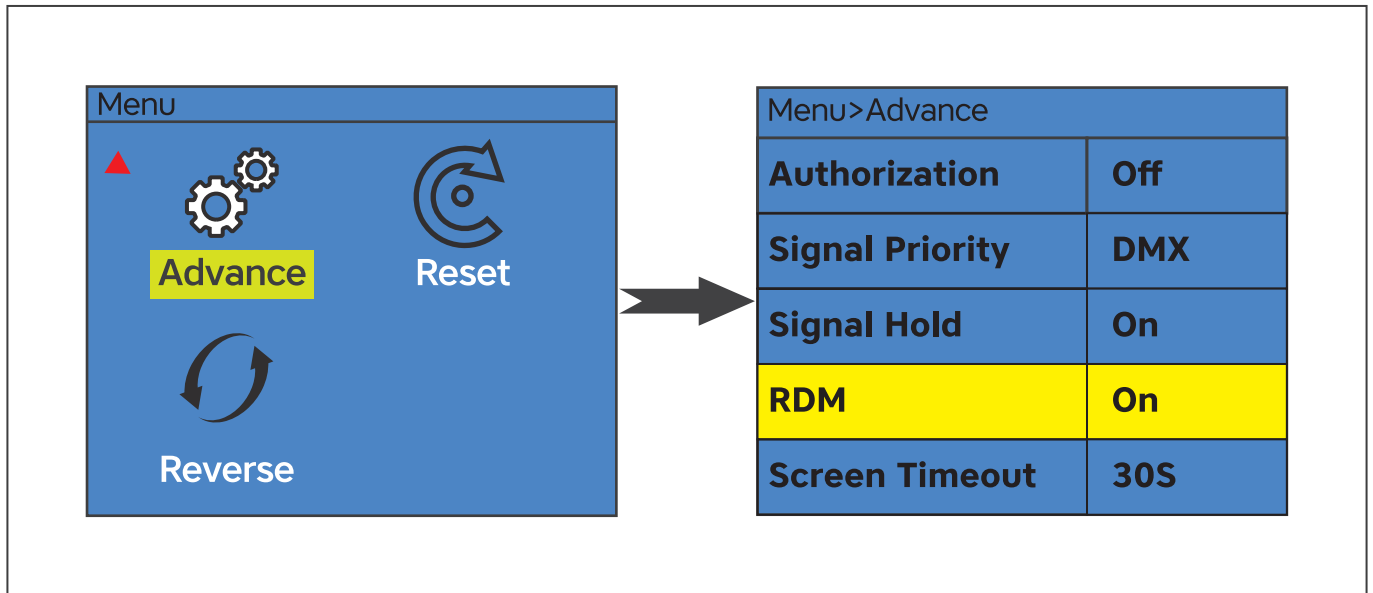 Menu
Advance
Reset
Reverse
Menu>Advance
Authorization Off
Signal Priority DMX
Signal Hold On
RDM On
Screen Timeout 30S